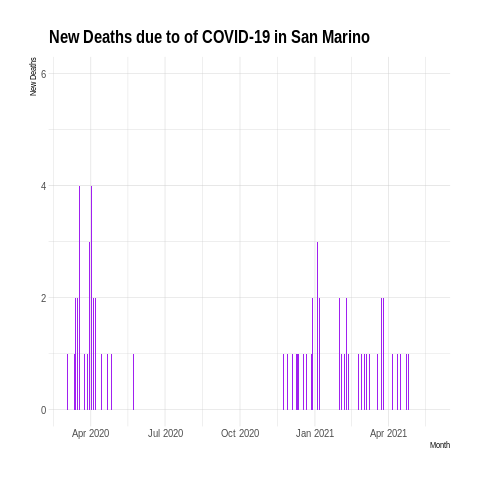 New Deaths due to of COVID-19 in San Marino
New Deaths
6
4
2
0
Apr 2020 Jul 2020 Oct 2020 Jan 2021 Apr 2021
Month